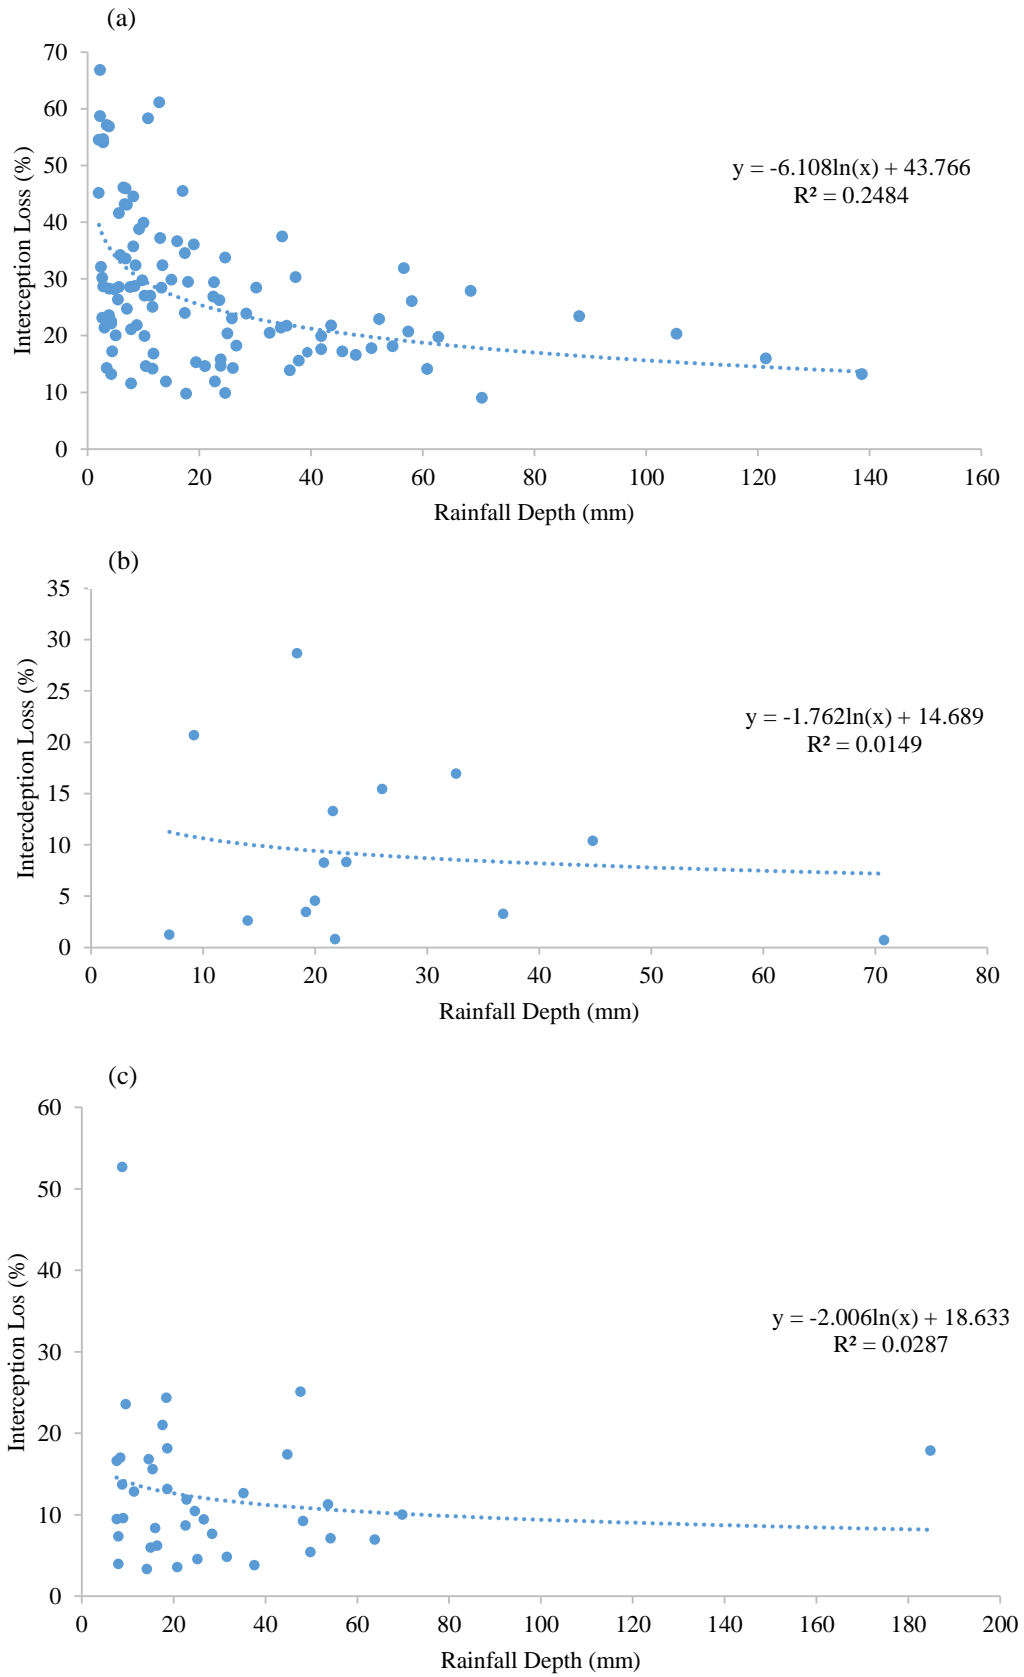 (a)
70
60
50
40
30
20
10
0
Interception Loss (%)
y = -6.108ln(x) + 43.766
R² = 0.2484
0 20 40 60 80 100 120 140 160
Rainfall Depth (mm)
(b)
35
30
25
20
15
10
5
0
Intercdeption Loss (%)
y = -1.762ln(x) + 14.689
R² = 0.0149
0 10 20 30 40 50 60 70 80
Rainfall Depth (mm)
(c)
60
50
40
30
20
10
0
Interception Los (%)
y = -2.006ln(x) + 18.633
R² = 0.0287
0 20 40 60 80 100 120 140 160 180 200
Rainfall Depth (mm)